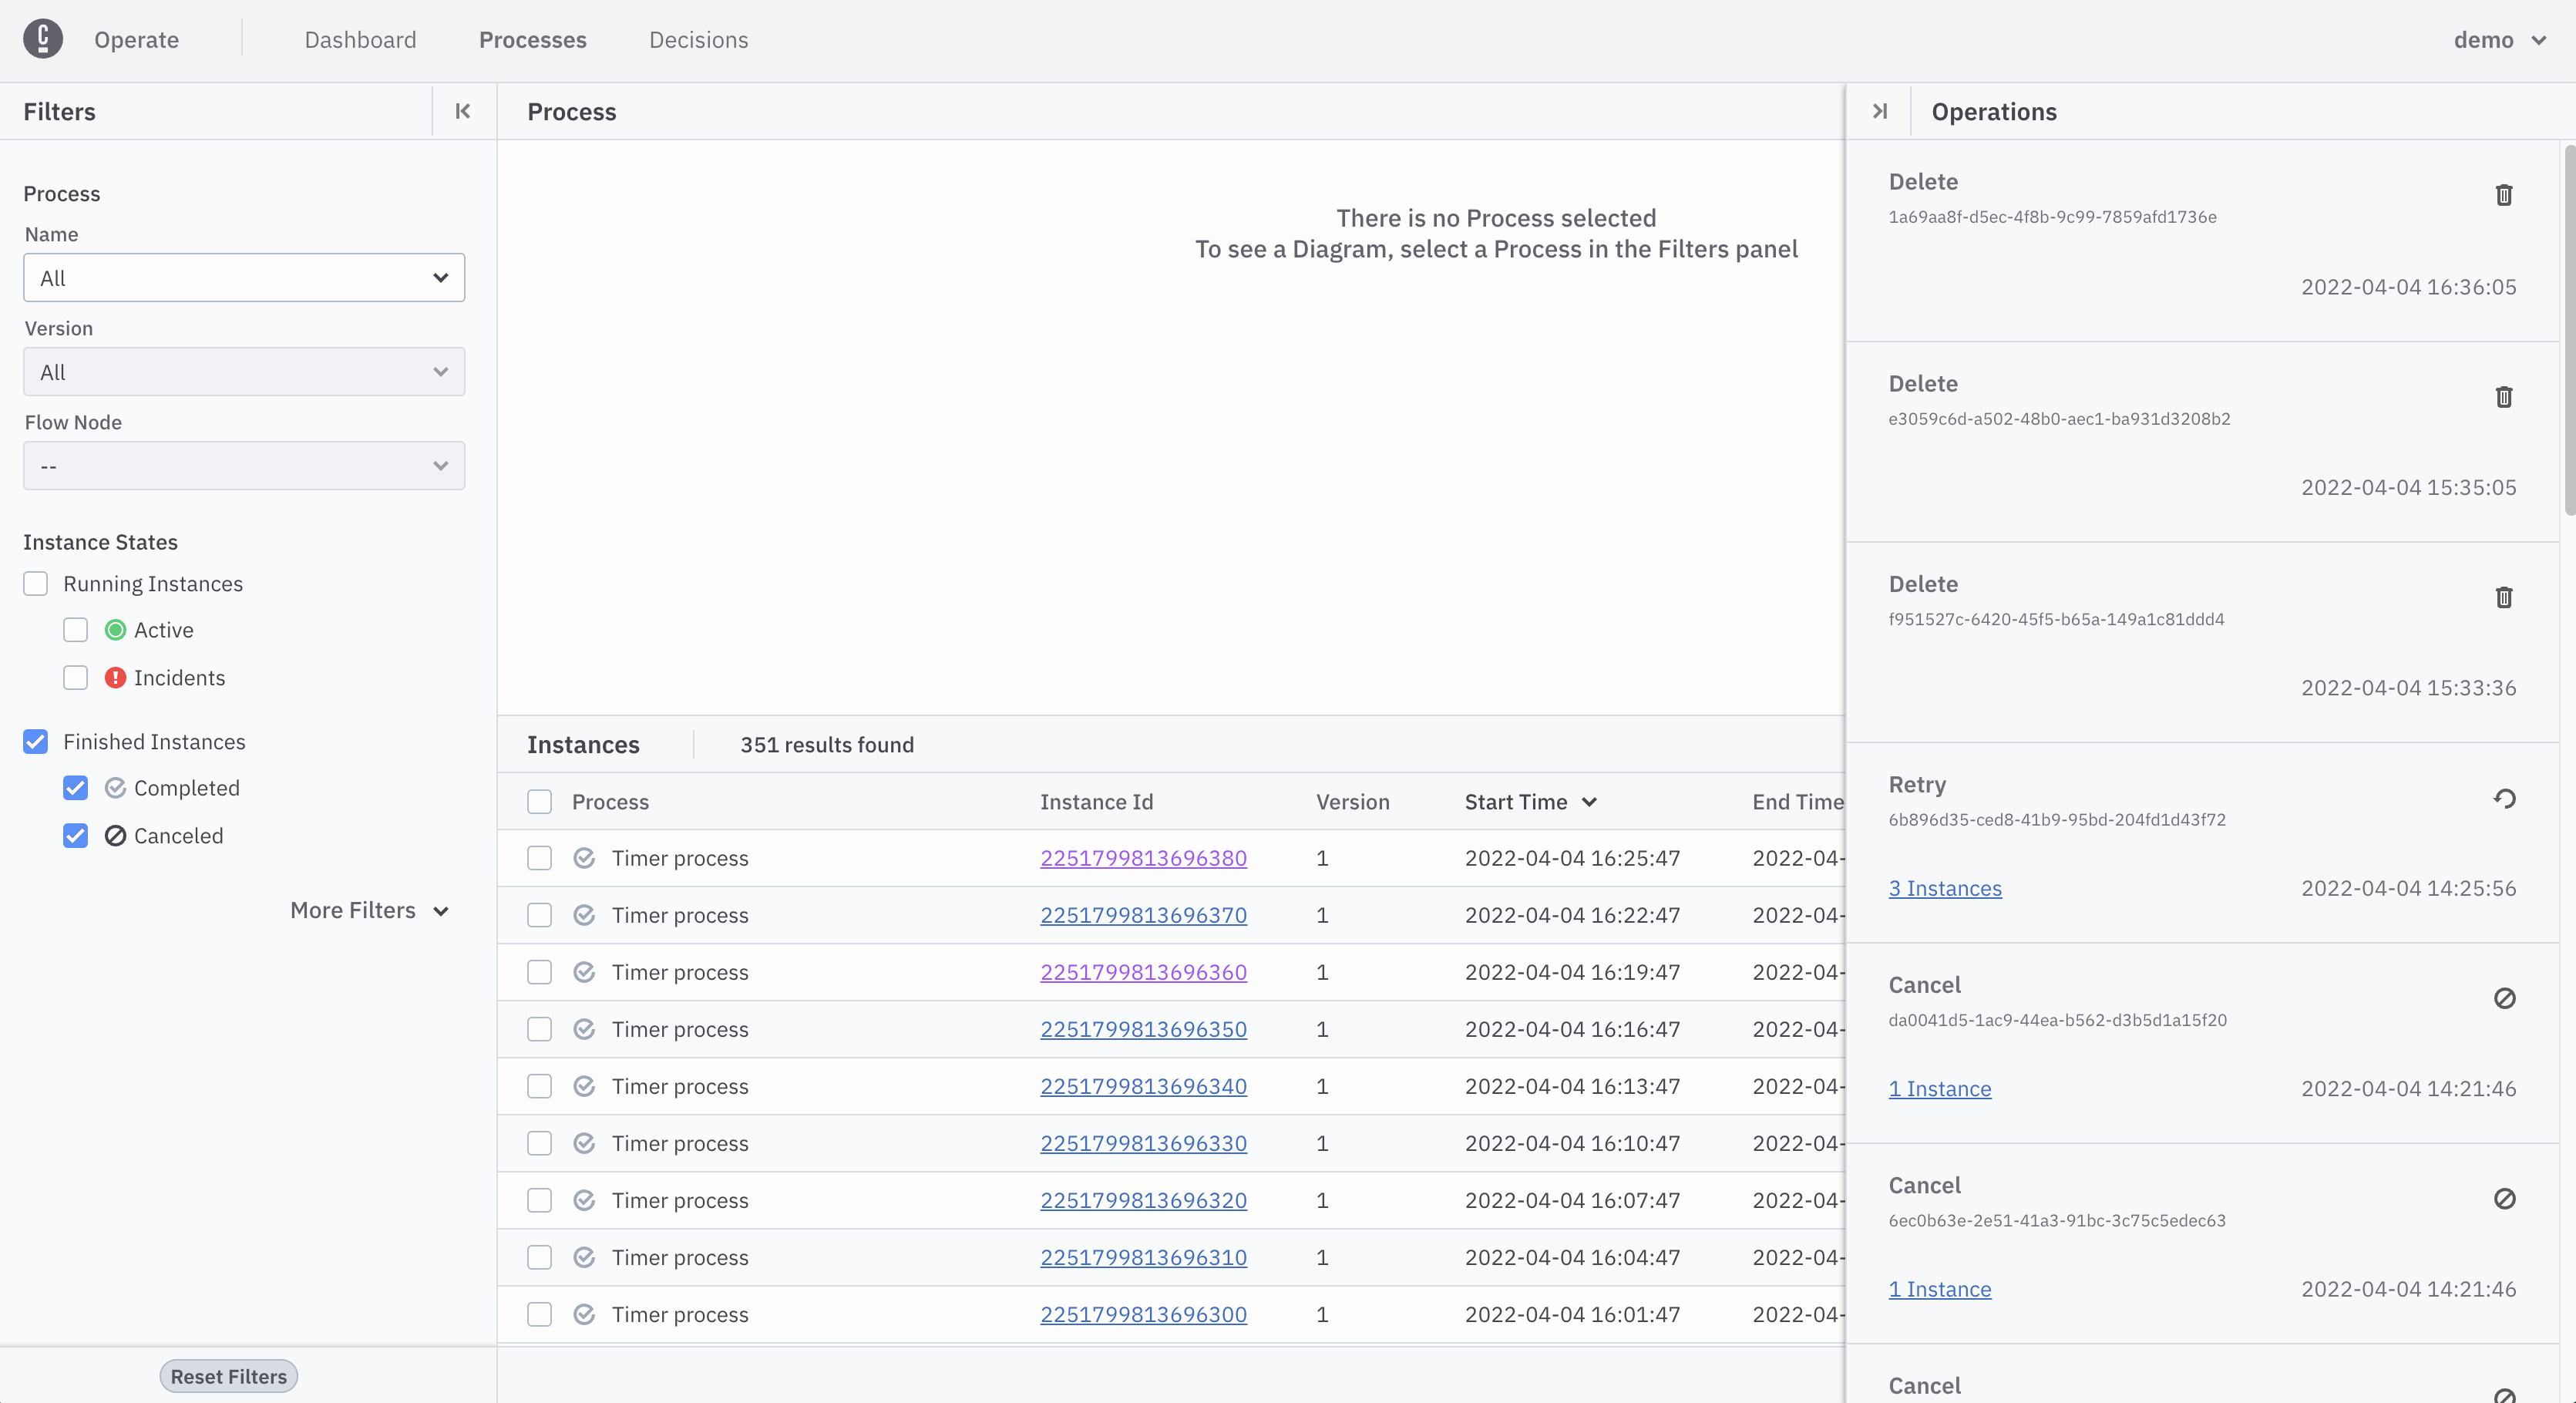 Operate
Dashboard
Processes
Decisions
demo
Filters
Process
Name
All
Version
All
Flow Node
--
Instance States
Running Instances
Active
Incidents
Finished Instances
Completed
Canceled
More Filters
Reset Filters
Process
There is no Process selected
To see a Diagram, select a Process in the Filters panel
Instances 351 results found
Process Instance Id Version Start Time End Time
Timer process 2251799813696380 1 2022-04-04 16:25:47 2022-04-
Timer process 2251799813696370 1 2022-04-04 16:22:47 2022-04-
Timer process 2251799813696360 1 2022-04-04 16:19:47 2022-04-
Timer process 2251799813696350 1 2022-04-04 16:16:47 2022-04-
Timer process 2251799813696340 1 2022-04-04 16:13:47 2022-04-
Timer process 2251799813696330 1 2022-04-04 16:10:47 2022-04-
Timer process 2251799813696320 1 2022-04-04 16:07:47 2022-04-
Timer process 2251799813696310 1 2022-04-04 16:04:47 2022-04-
Timer process 2251799813696300 1 2022-04-04 16:01:47 2022-04-
Operations
Delete
1a69aa8f-d5ec-4f8b-9c99-7859afd1736e
2022-04-04 16:36:05
Delete
e3059c6d-a502-48b0-aec1-ba931d3208b2
2022-04-04 15:35:05
Delete
f951527c-6420-45f5-b65a-149a1c81ddd4
2022-04-04 15:33:36
Retry
6b896d35-ced8-41b9-95bd-204fd1d43f72
3 Instances 2022-04-04 14:25:56
Cancel
da0041d5-1ac9-44ea-b562-d3b5d1a15f20
1 Instance 2022-04-04 14:21:46
Cancel
6ec0b63e-2e51-41a3-91bc-3c75c5edec63
1 Instance 2022-04-04 14:21:46
Cancel